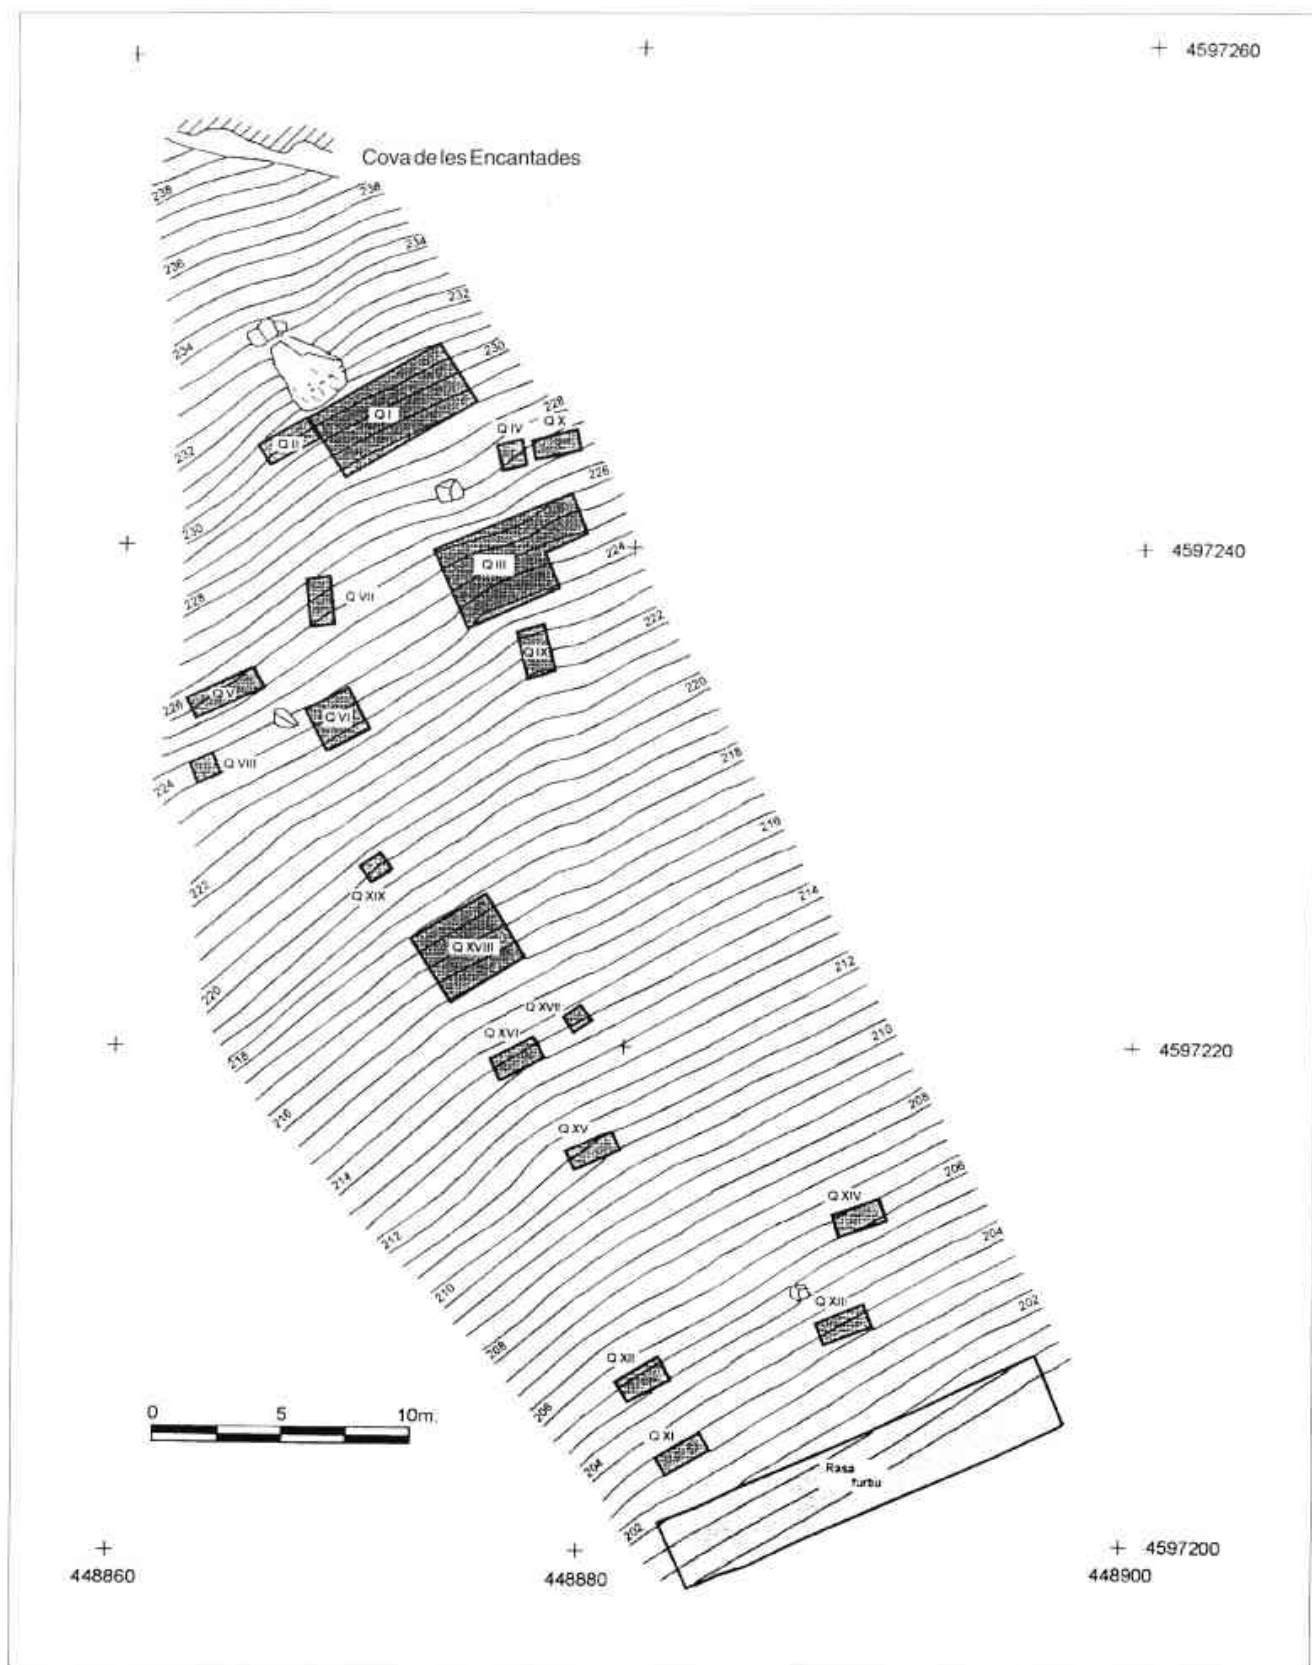 4597260
Cova de les Encantades
238
238
236
234
234
232
230
Q I
228
Q IV
Q X
Q II
232
226
230
4597240
224
Q III
Q VII
228
222
Q IX
220
Q V
226
Q VI
218
Q VIII
224
216
222
214
Q XIX
Q XVIII
212
220
Q XVII
210
Q XVI
218
4597220
208
216
Q XV
206
214
Q XIV
204
212
210
202
Q XIII
208
Q XII
0 5 10m.
206
Q XI
204
Rasa
furbu
202
4597200
448860
448880
448900